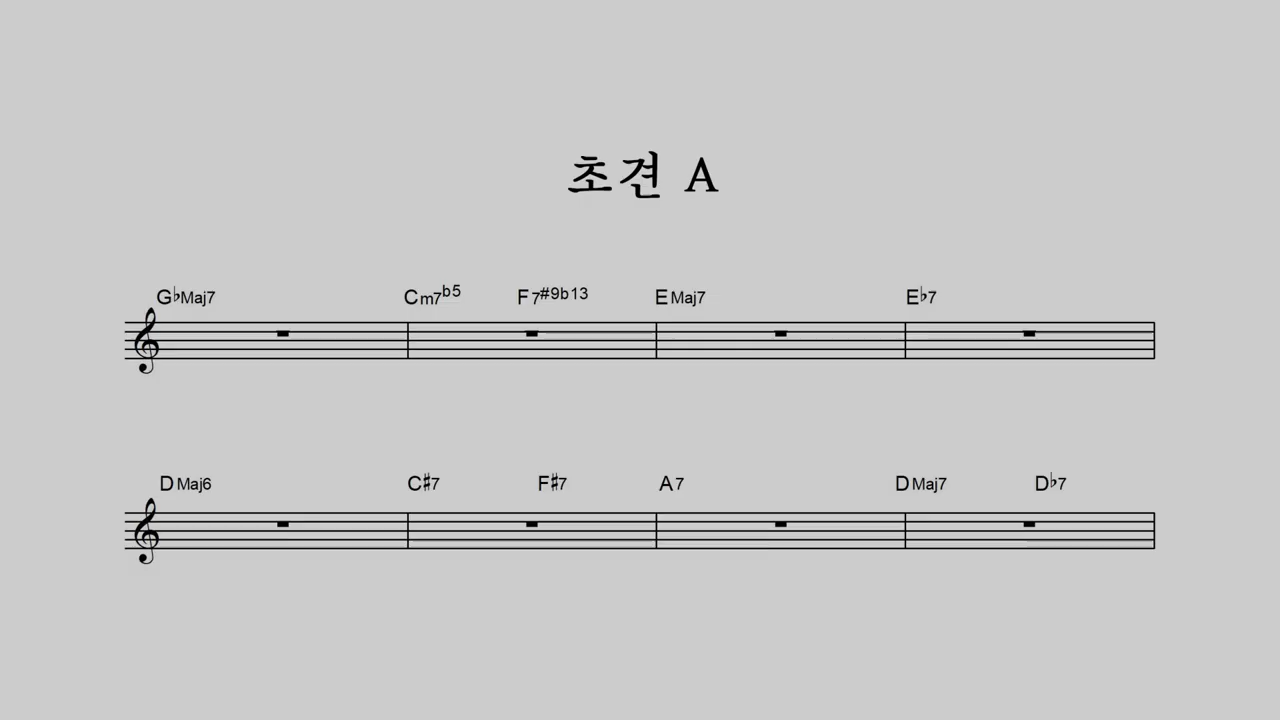 초견 A
G♭Maj7 Cm7b5 F7#9b13 EMaj7 E♭7
DMaj6 C♯7 F♯7 A7 DMaj7 D♭7